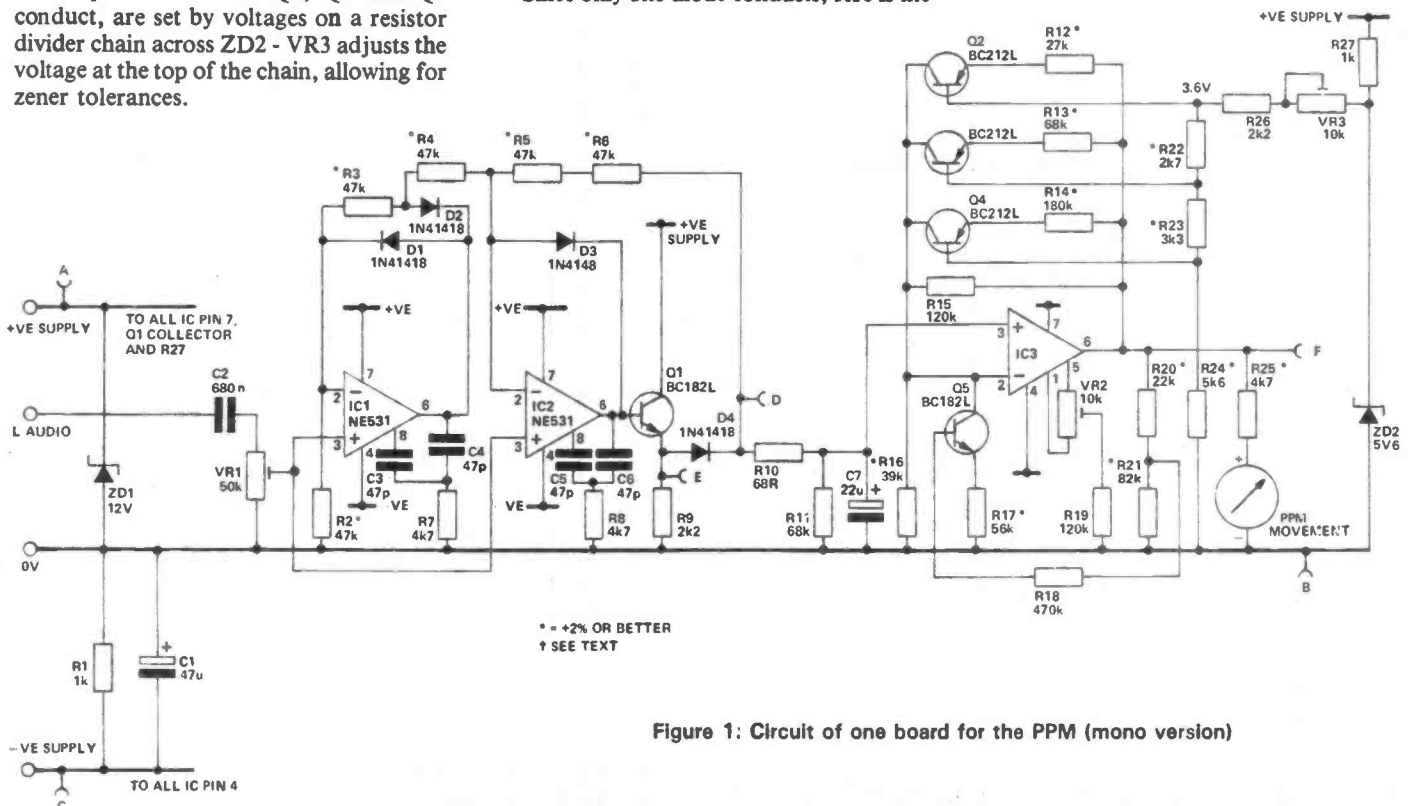 conduct, are set by voltages on a resistor
divider chain across ZD2 - VR3 adjusts the
voltage at the top of the chain, allowing for
zener tolerances.
+VE SUPPLY
R27
1k
Q2
BC212L
R12*
27k
3.6V
R26
2k2
VR3
10k
BC212L
R13*
68k
*R22
2k7
Q4
BC212L
R14*
180k
*R23
3k3
*R3
47k
*R4
47k
*R5
47k
*R6
47k
D2
1N41418
D1
1N41418
D3
1N4148
+VE
SUPPLY
A
+VE SUPPLY
TO ALL IC PIN 7,
Q1 COLLECTOR
AND R27
+VE
+VE
R15
120k
C2
680n
L AUDIO
VR1
50k
ZD1
12V
0V
7
2
IC1
NE531
6
3
8
4
C3
47p
C4
47p
VE
R2*
47k
R7
4k7
7
2
IC2
NE531
6
3
8
4
C5
47p
C6
47p
VE
R8
4k7
Q1
BC182L
D4
1N41418
D
E
R9
2k2
R10
68R
R11
68k
C7
22u
+
*R16
39k
3
+
IC3
7
6
5
1
4
2
VR2
10k
Q5
BC182L
R17*
56k
R19
120k
R20*
22k
*R21
82k
R24*
5k6
R25*
4k7
F
ZD2
5V6
+
PPM
MOVEMENT
-
B
R18
470k
* = +2% OR BETTER
† SEE TEXT
R1
1k
C1
47u
+
-VE SUPPLY
TO ALL IC PIN 4
Figure 1: Circuit of one board for the PPM (mono version)